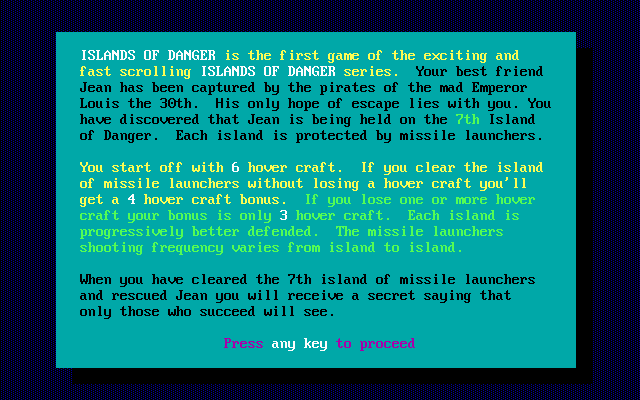 ISLANDS OF DANGER is the first game of the exciting and
fast scrolling ISLANDS OF DANGER series.  Your best friend
Jean has been captured by the pirates of the mad Emperor
Louis the 30th.  His only hope of escape lies with you. You
have discovered that Jean is being held on the 7th Island
of Danger.  Each island is protected by missile launchers.
You start off with 6 hover craft.  If you clear the island
of missile launchers without losing a hover craft you'll
get a 4 hover craft bonus.  If you lose one or more hover
craft your bonus is only 3 hover craft.  Each island is
progressively better defended.  The missile launchers
shooting frequency varies from island to island.
When you have cleared the 7th island of missile launchers
and rescued Jean you will receive a secret saying that
only those who succeed will see.
Press any key to proceed